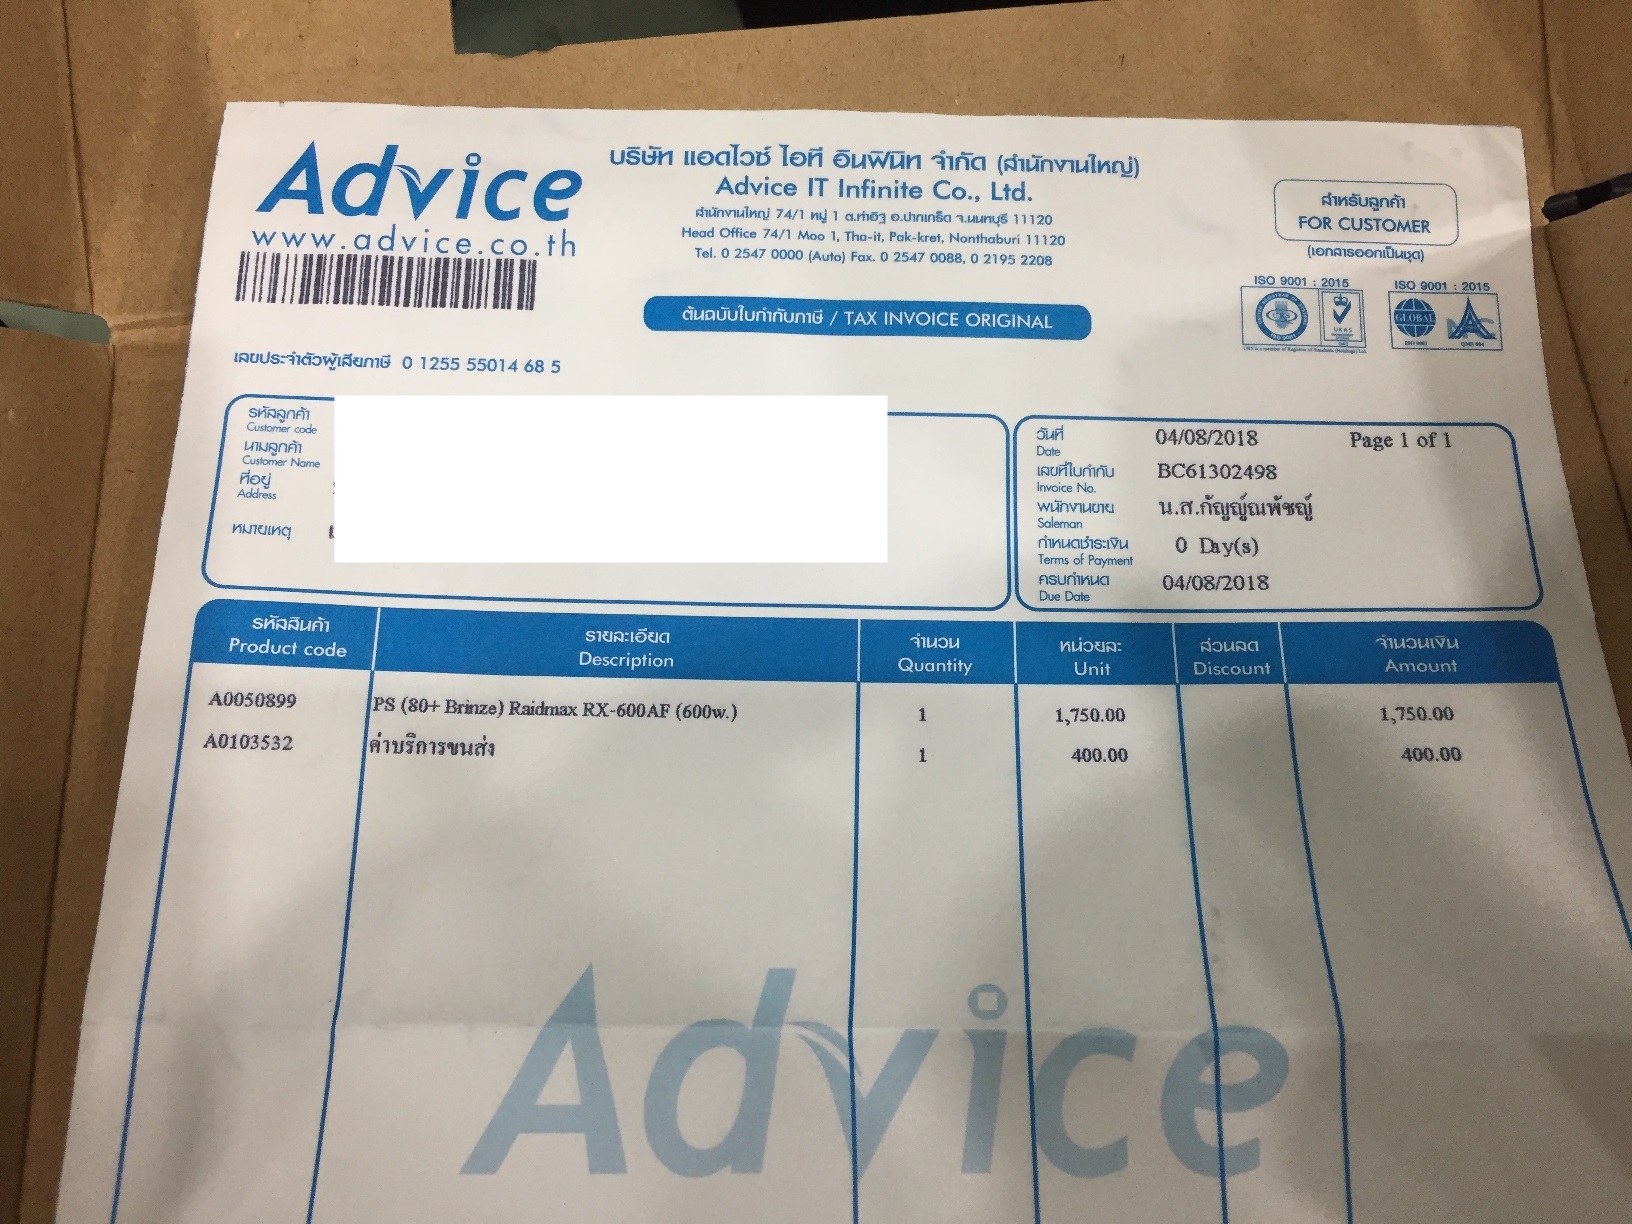 Advice
www.advice.co.th
บริษัท แอดไวซ์ ไอที อินฟินิท จำกัด (สำนักงานใหญ่)
Advice IT Infinite Co., Ltd.
สำนักงานใหญ่ 74/1 หมู่ 1 ต.ท่าอิฐ อ.ปากเกร็ด จ.นนทบุรี 11120
Head Office 74/1 Moo 1, Tha-it, Pak-kret, Nonthaburi 11120
Tel. 0 2547 0000 (Auto) Fax. 0 2547 0088, 0 2195 2208
ต้นฉบับใบกำกับภาษี / TAX INVOICE ORIGINAL
สำหรับลูกค้า
FOR CUSTOMER
(เอกสารออกเป็นชุด)
ISO 9001 : 2015 ISO 9001 : 2015
UKAS GLOBAL
เลขประจำตัวผู้เสียภาษี 0 1255 55014 68 5
รหัสลูกค้า
Customer code
นามลูกค้า
Customer Name
ที่อยู่
Address
หมายเหตุ
วันที่ 04/08/2018 Page 1 of 1
Date
เลขที่ใบกำกับ BC61302498
Invoice No.
พนักงานขาย น.ส.กัญญ์ณพัชญ์
Saleman
กำหนดชำระเงิน 0 Day(s)
Terms of Payment
ครบกำหนด 04/08/2018
Due Date
รหัสสินค้า รายละเอียด จำนวน หน่วยละ ส่วนลด จำนวนเงิน
Product code Description Quantity Unit Discount Amount
A0050899 PS (80+ Brinze) Raidmax RX-600AF (600w.) 1 1,750.00 1,750.00
A0103532 ค่าบริการขนส่ง 1 400.00 400.00
Advice